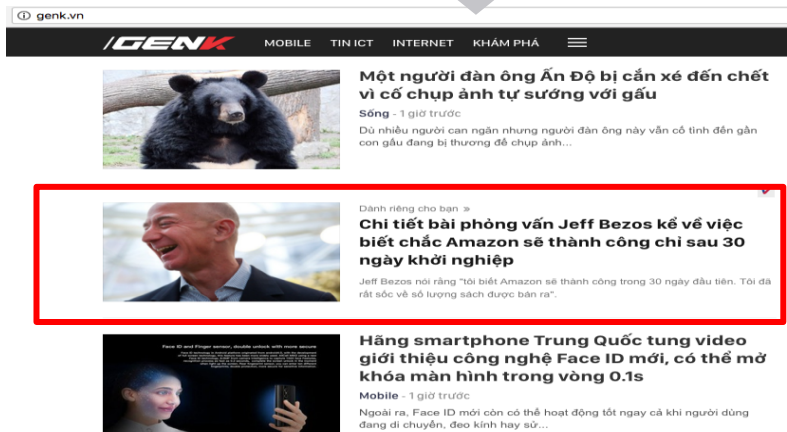 genk.vn
GENK MOBILE TIN ICT INTERNET KHÁM PHÁ
Một người đàn ông Ấn Độ bị cắn xé đến chết
vì cố chụp ảnh tự sướng với gấu
Sống - 1 giờ trước
Dù nhiều người can ngăn nhưng người đàn ông này vẫn cố tình đến gần
con gấu đang bị thương để chụp ảnh...
Dành riêng cho bạn »
Chi tiết bài phỏng vấn Jeff Bezos kể về việc
biết chắc Amazon sẽ thành công chỉ sau 30
ngày khởi nghiệp
Jeff Bezos nói rằng "tôi biết Amazon sẽ thành công trong 30 ngày đầu tiên. Tôi đã
rất sốc về số lượng sách được bán ra".
Face ID and Finger sensor, double unlock with more secure
Hãng smartphone Trung Quốc tung video
giới thiệu công nghệ Face ID mới, có thể mở
khóa màn hình trong vòng 0.1s
Mobile - 1 giờ trước
Ngoài ra, Face ID mới còn có thể hoạt động tốt ngay cả khi người dùng
đang di chuyển, đeo kính hay sử...